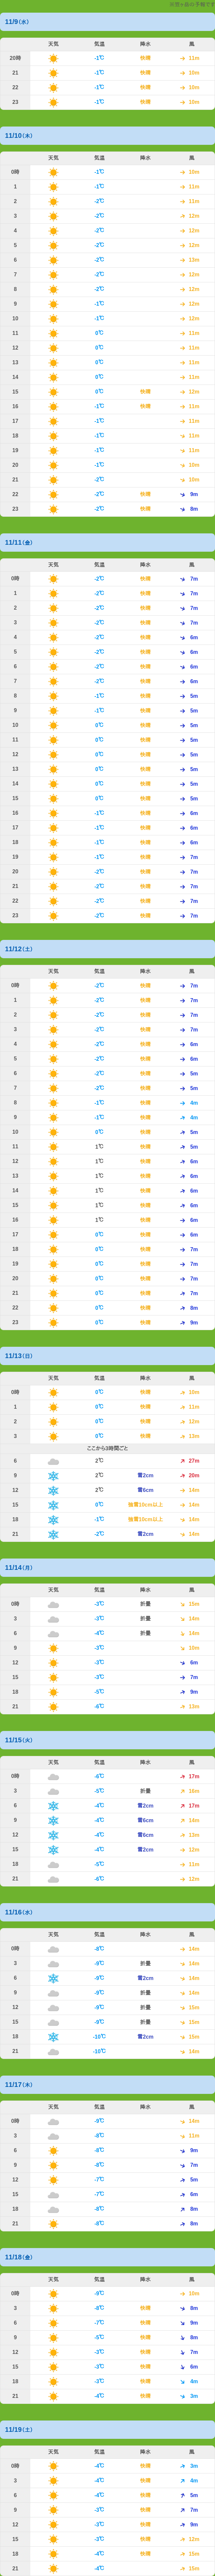 11/9(水)
天気 気温 降水 風
20時 -1℃ 快晴 11m
21 -1℃ 快晴 10m
22 -1℃ 快晴 10m
23 -1℃ 快晴 10m
11/10(木)
天気 気温 降水 風
0時 -1℃ 10m
1 -1℃ 11m
2 -2℃ 11m
3 -2℃ 12m
4 -2℃ 12m
5 -2℃ 12m
6 -2℃ 13m
7 -2℃ 12m
8 -2℃ 12m
9 -1℃ 12m
10 -1℃ 12m
11 0℃ 11m
12 0℃ 11m
13 0℃ 11m
14 0℃ 11m
15 0℃ 快晴 12m
16 -1℃ 快晴 11m
17 -1℃ 11m
18 -1℃ 11m
19 -1℃ 11m
20 -1℃ 10m
21 -2℃ 10m
22 -2℃ 快晴 9m
23 -2℃ 快晴 8m
11/11(金)
天気 気温 降水 風
0時 -2℃ 快晴 7m
1 -2℃ 快晴 7m
2 -2℃ 快晴 7m
3 -2℃ 快晴 7m
4 -2℃ 快晴 6m
5 -2℃ 快晴 6m
6 -2℃ 快晴 6m
7 -2℃ 快晴 6m
8 -1℃ 快晴 5m
9 -1℃ 快晴 5m
10 0℃ 快晴 5m
11 0℃ 快晴 5m
12 0℃ 快晴 5m
13 0℃ 快晴 5m
14 0℃ 快晴 5m
15 0℃ 快晴 5m
16 -1℃ 快晴 6m
17 -1℃ 快晴 6m
18 -1℃ 快晴 6m
19 -1℃ 快晴 7m
20 -2℃ 快晴 7m
21 -2℃ 快晴 7m
22 -2℃ 快晴 7m
23 -2℃ 快晴 7m
11/12(土)
天気 気温 降水 風
0時 -2℃ 快晴 7m
1 -2℃ 快晴 7m
2 -2℃ 快晴 7m
3 -2℃ 快晴 7m
4 -2℃ 快晴 6m
5 -2℃ 快晴 6m
6 -2℃ 快晴 5m
7 -2℃ 快晴 5m
8 -1℃ 快晴 4m
9 -1℃ 快晴 4m
10 0℃ 快晴 5m
11 1℃ 快晴 5m
12 1℃ 快晴 6m
13 1℃ 快晴 6m
14 1℃ 快晴 6m
15 1℃ 快晴 6m
16 1℃ 快晴 6m
17 0℃ 快晴 6m
18 0℃ 快晴 7m
19 0℃ 快晴 7m
20 0℃ 快晴 7m
21 0℃ 快晴 7m
22 0℃ 快晴 8m
23 0℃ 快晴 9m
11/13(日)
天気 気温 降水 風
0時 0℃ 快晴 10m
1 0℃ 快晴 11m
2 0℃ 快晴 12m
3 0℃ 快晴 13m
ここから3時間ごと
6 2℃ 27m
9 2℃ 雪2cm 20m
12 2℃ 雪6cm 14m
15 0℃ 強雪10cm以上 14m
18 -1℃ 強雪10cm以上 14m
21 -2℃ 雪2cm 14m
11/14(月)
天気 気温 降水 風
0時 -3℃ 折曇 15m
3 -3℃ 折曇 14m
6 -4℃ 折曇 14m
9 -3℃ 10m
12 -3℃ 6m
15 -3℃ 7m
18 -5℃ 9m
21 -6℃ 13m
11/15(火)
天気 気温 降水 風
0時 -6℃ 17m
3 -5℃ 折曇 16m
6 -4℃ 雪2cm 17m
9 -4℃ 雪6cm 14m
12 -4℃ 雪6cm 13m
15 -4℃ 雪2cm 12m
18 -5℃ 11m
21 -6℃ 12m
11/16(水)
天気 気温 降水 風
0時 -8℃ 14m
3 -9℃ 折曇 14m
6 -9℃ 雪2cm 14m
9 -9℃ 折曇 14m
12 -9℃ 折曇 15m
15 -9℃ 折曇 15m
18 -10℃ 雪2cm 15m
21 -10℃ 14m
11/17(木)
天気 気温 降水 風
0時 -9℃ 14m
3 -8℃ 11m
6 -8℃ 9m
9 -8℃ 7m
12 -7℃ 5m
15 -7℃ 6m
18 -8℃ 8m
21 -8℃ 8m
11/18(金)
天気 気温 降水 風
0時 -9℃ 10m
3 -8℃ 快晴 8m
6 -7℃ 快晴 9m
9 -5℃ 快晴 8m
12 -3℃ 快晴 7m
15 -3℃ 快晴 6m
18 -3℃ 快晴 4m
21 -4℃ 快晴 3m
11/19(土)
天気 気温 降水 風
0時 -4℃ 快晴 3m
3 -4℃ 快晴 4m
6 -4℃ 快晴 5m
9 -3℃ 快晴 7m
12 -3℃ 快晴 9m
15 -3℃ 快晴 12m
18 -4℃ 快晴 15m
21 -4℃ 15m